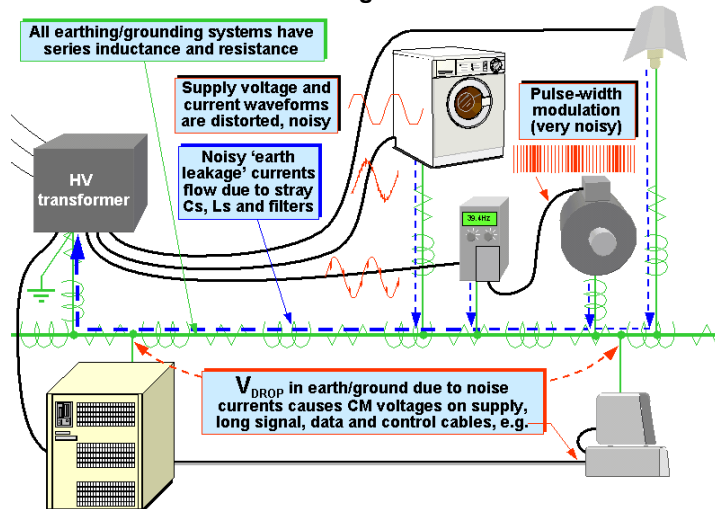 All earthing/grounding systems have
series inductance and resistance
Supply voltage and
current waveforms
are distorted, noisy
Pulse-width
modulation
(very noisy)
HV
transformer
Noisy ‘earth
leakage’ currents
flow due to stray
Cs, Ls and filters
39.4Hz
VDROP in earth/ground due to noise
currents causes CM voltages on supply,
long signal, data and control cables, e.g.